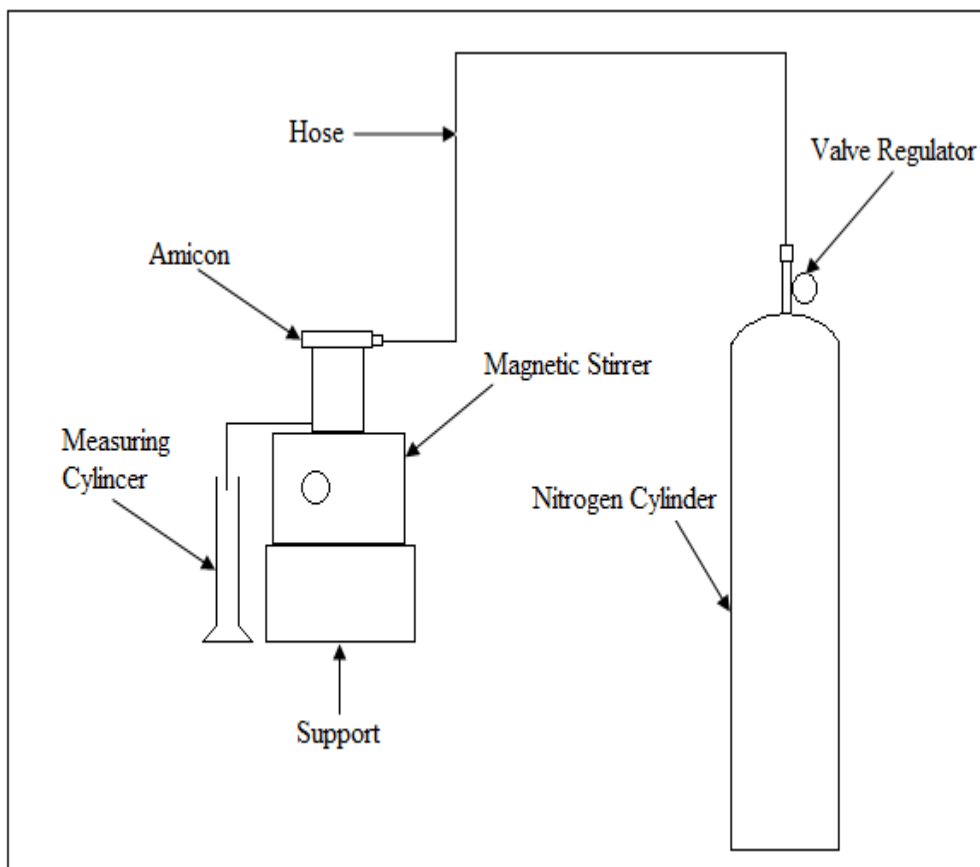 Hose
Valve Regulator
Amicon
Magnetic Stirrer
Measuring
Cylincer
Nitrogen Cylinder
Support